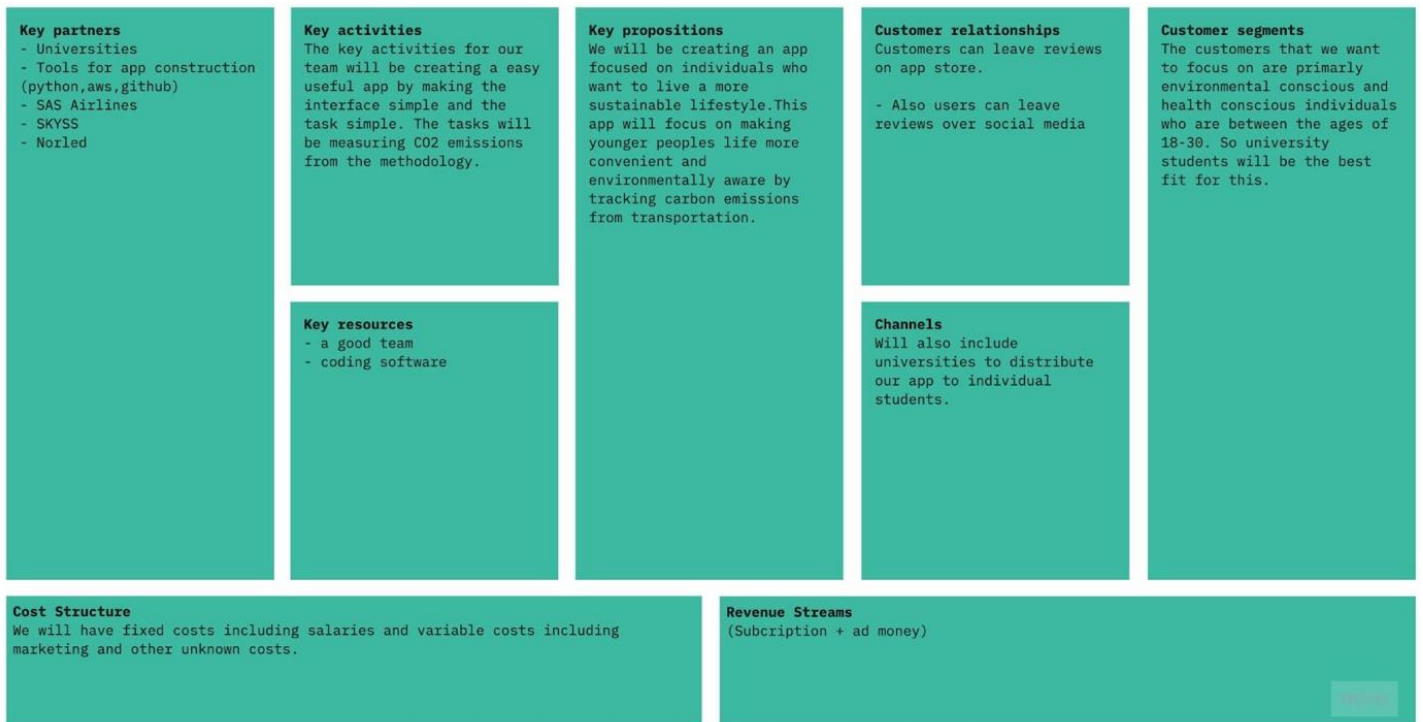 Key partners
- Universities
- Tools for app construction
(python,aws,github)
- SAS Airlines
- SKYSS
- Norled
Key activities
The key activities for our
team will be creating a easy
useful app by making the
interface simple and the
task simple. The tasks will
be measuring CO2 emissions
from the methodology.
Key resources
- a good team
- coding software
Key propositions
We will be creating an app
focused on individuals who
want to live a more
sustainable lifestyle.This
app will focus on making
younger peoples life more
convenient and
environmentally aware by
tracking carbon emissions
from transportation.
Customer relationships
Customers can leave reviews
on app store.
- Also users can leave
reviews over social media
Channels
Will also include
universities to distribute
our app to individual
students.
Customer segments
The customers that we want
to focus on are primarly
environmental conscious and
health conscious individuals
who are between the ages of
18-30. So university
students will be the best
fit for this.
Cost Structure
We will have fixed costs including salaries and variable costs including
marketing and other unknown costs.
Revenue Streams
(Subcription + ad money)